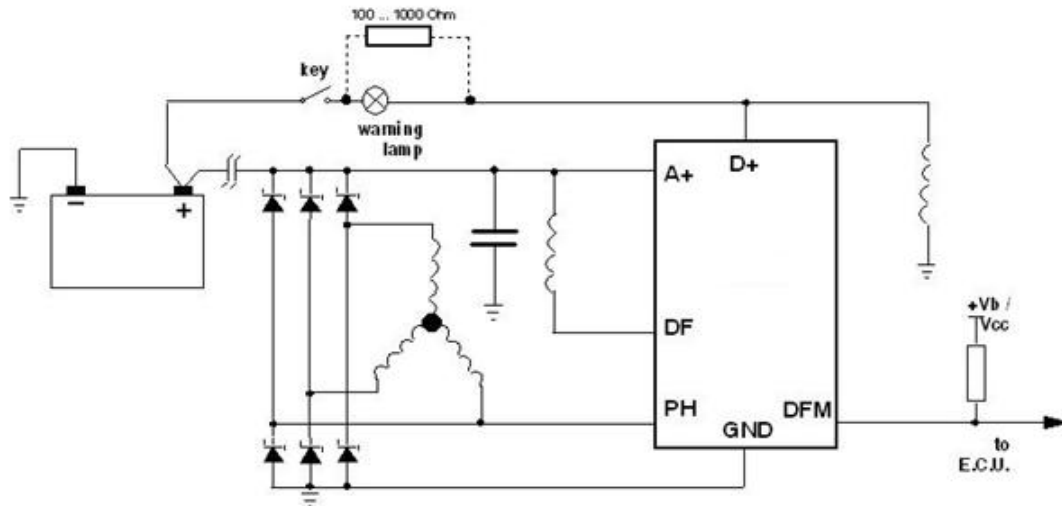 100 ... 1000 Ohm
key
warning
lamp
A+
D+
− +
+Vb /
Vcc
DF
PH
DFM
GND
to
E.C.U.